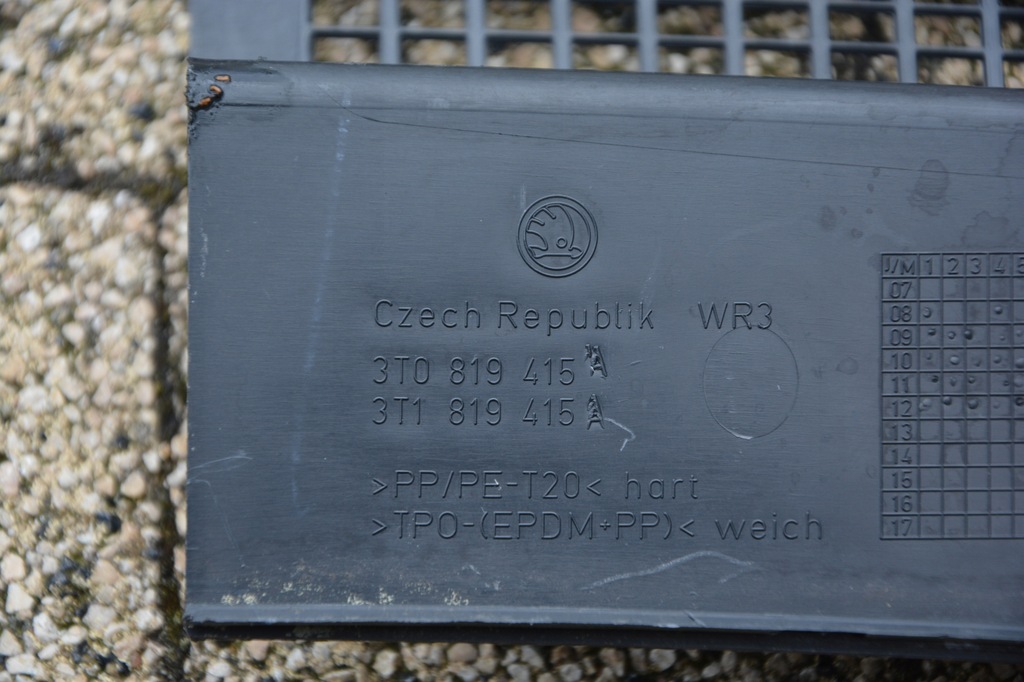 Czech Republik WR3
3T0 819 415 A
3T1 819 415 A
>PP/PE-T20< hart
>TPO-(EPDM+PP)< weich
J/M 1 2 3 4 5
07
08
09
10
11
12
13
14
15
16
17